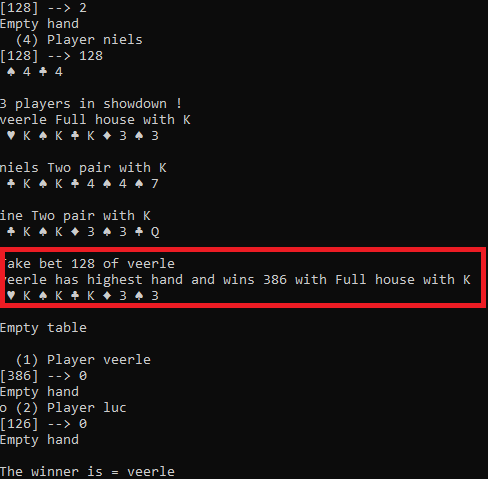 [128] --> 2
Empty hand
(4) Player niels
[128] --> 128
♠ 4 ♣ 4
3 players in showdown !
veerle Full house with K
♥ K ♠ K ♣ K ♦ 3 ♠ 3
niels Two pair with K
♣ K ♠ K ♣ 4 ♠ 4 ♠ 7
ine Two pair with K
♣ K ♠ K ♦ 3 ♠ 3 ♣ Q
Take bet 128 of veerle
veerle has highest hand and wins 386 with Full house with K
♥ K ♠ K ♣ K ♦ 3 ♠ 3
Empty table
(1) Player veerle
[386] --> 0
Empty hand
o (2) Player luc
[126] --> 0
Empty hand
The winner is = veerle